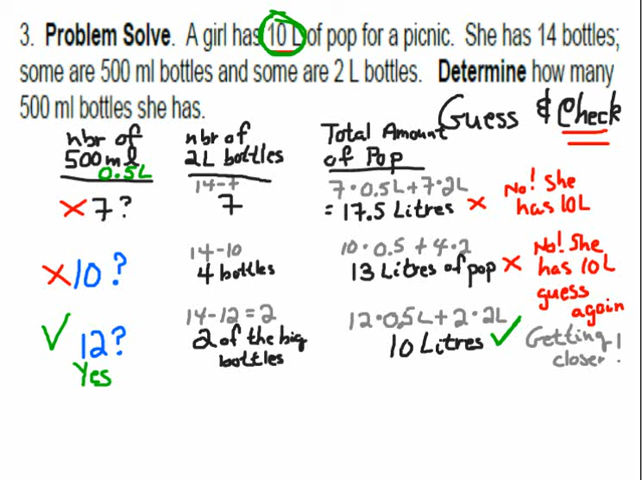 3. Problem Solve. A girl has 10 L of pop for a picnic. She has 14 bottles;
some are 500 ml bottles and some are 2 L bottles. Determine how many
500 ml bottles she has.
Guess & Check
nbr of
500 ml
0.5L
nbr of
2L bottles
Total Amount
of Pop
× 7?
14-7
7
7·0.5L+7·2L
= 17.5 Litres ×
No! She
has 10L
× 10?
14-10
4 bottles
10·0.5+4·2
13 Litres of pop ×
No! She
has 10L
guess
again
Getting
closer!
✓ 12?
Yes
14-12=2
2 of the big
bottles
12·0.5L+2·2L
10 Litres ✓